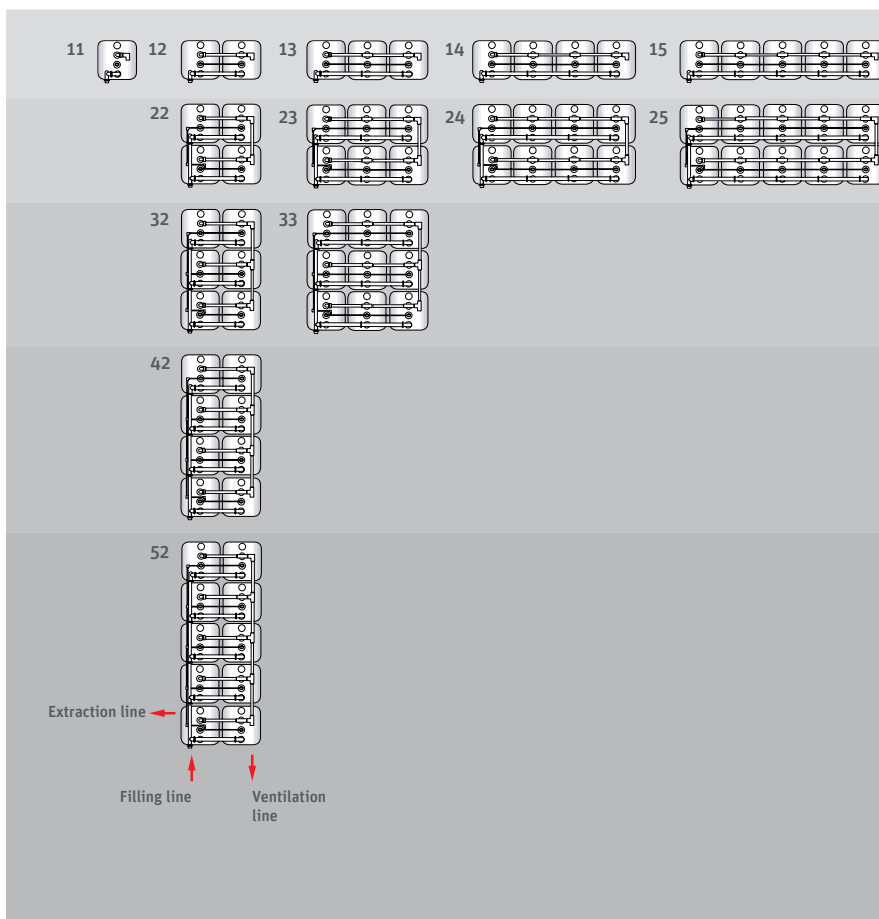 11 12 13 14 15
22 23 24 25
32 33
42
52
Extraction line
Filling line
Ventilation
line